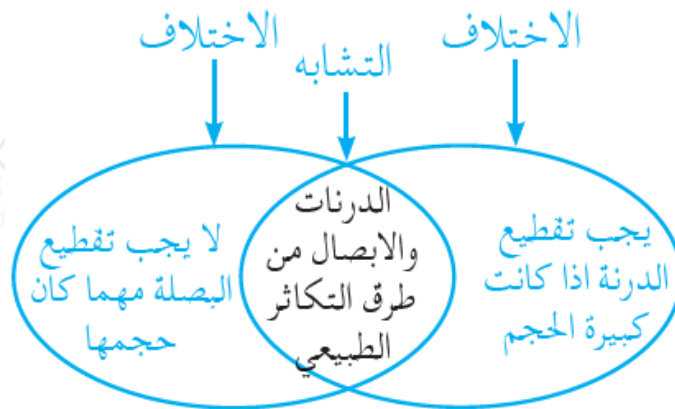 الاختلاف
التشابه
الاختلاف
يجب تقطيع
الدرنة اذا كانت
كبيرة الحجم
الدرنات
والابصال من
طرق التكاثر
الطبيعي
لا يجب تقطيع
البصلة مهما كان
حجمها